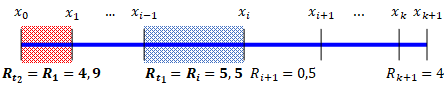 x₀ x₁ ... xᵢ₋₁ xᵢ xᵢ₊₁ ... xₖ xₖ₊₁
Rₜ₂ = R₁ = 4,9 Rₜ₁ = Rᵢ = 5,5 Rᵢ₊₁ = 0,5 Rₖ₊₁ = 4